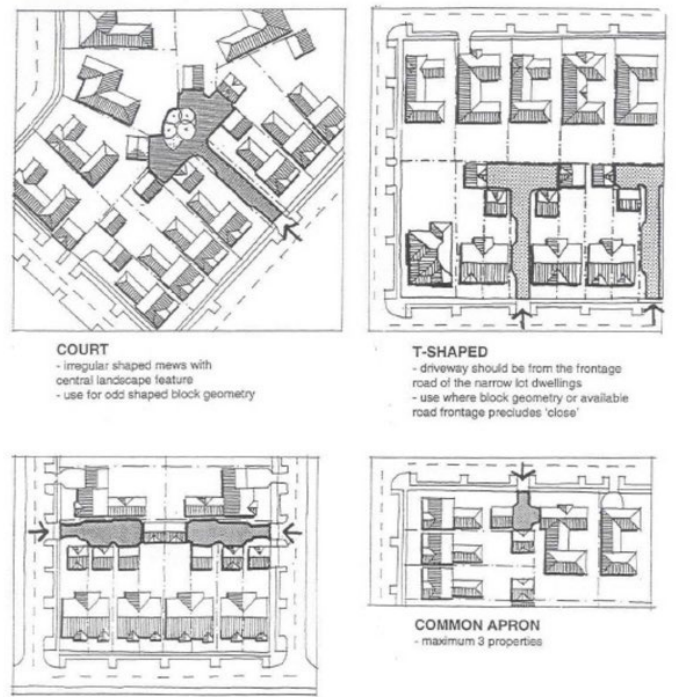 COURT
- irregular shaped mews with
central landscape feature
- use for odd shaped block geometry
T-SHAPED
- driveway should be from the frontage
road of the narrow lot dwellings
- use where block geometry or available
road frontage precludes 'close'
COMMON APRON
- maximum 3 properties